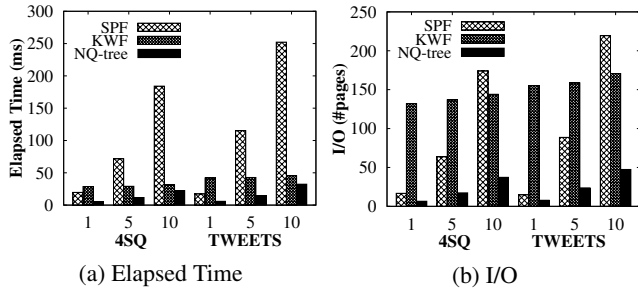 300
250
200
150
100
50
0
Elapsed Time (ms)
SPF
KWF
NQ-tree
1 5 10 1 5 10
4SQ TWEETS
(a) Elapsed Time
250
200
150
100
50
0
I/O (#pages)
SPF
KWF
NQ-tree
1 5 10 1 5 10
4SQ TWEETS
(b) I/O